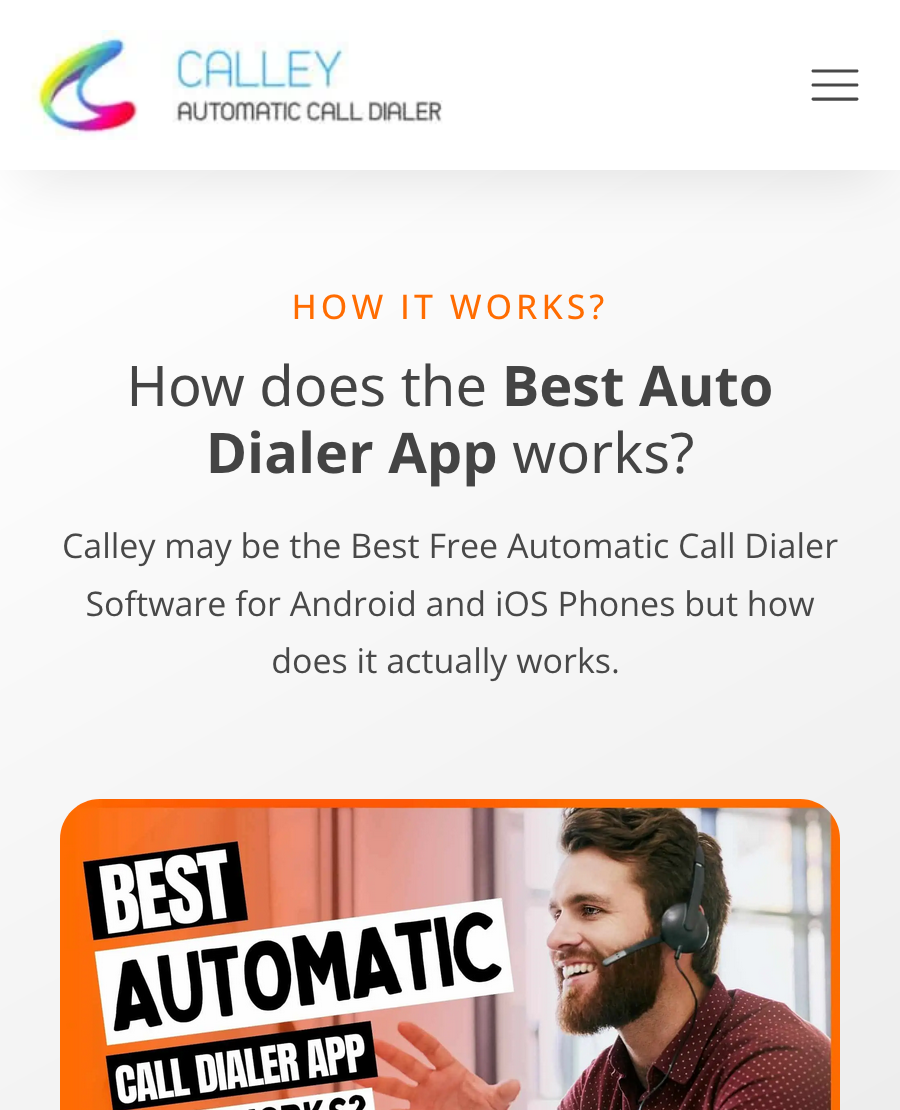 CALLEY
AUTOMATIC CALL DIALER
HOW IT WORKS?
How does the Best Auto
Dialer App works?
Calley may be the Best Free Automatic Call Dialer
Software for Android and iOS Phones but how
does it actually works.
BEST
AUTOMATIC
CALL DIALER APP